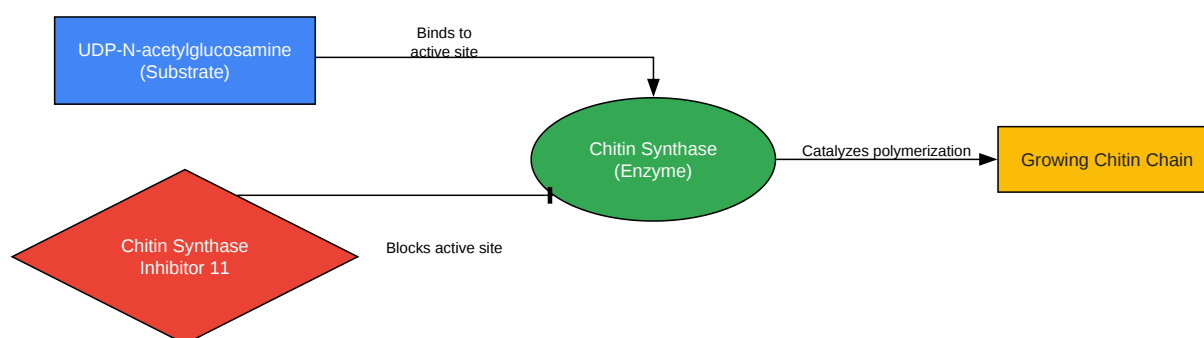 UDP-N-acetylglucosamine
(Substrate)
Binds to
active site
Chitin Synthase
(Enzyme)
Catalyzes polymerization
Growing Chitin Chain
Chitin Synthase
Inhibitor 11
Blocks active site